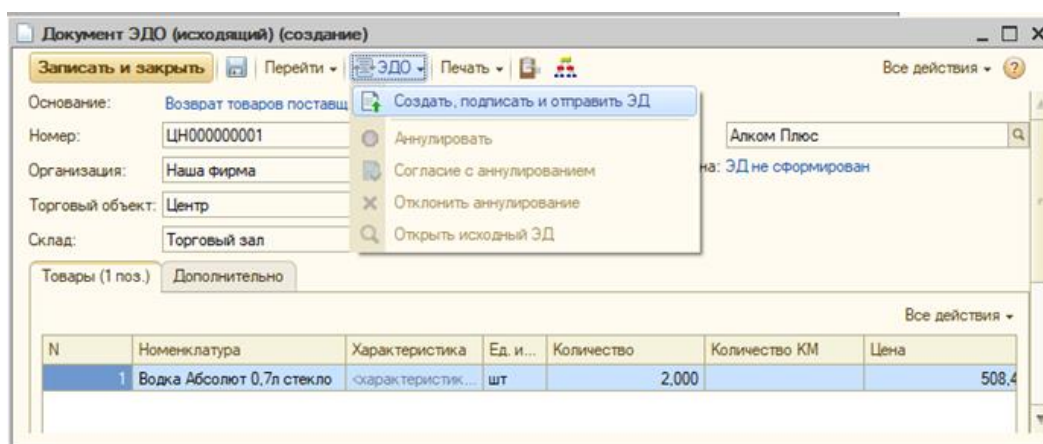 Документ ЭДО (исходящий) (создание)
Записать и закрыть Перейти ЭДО Печать Все действия
Основание: Возврат товаров поставщ Создать, подписать и отправить ЭД
Номер: ЦН000000001 Аннулировать Алком Плюс
Организация: Наша фирма Согласие с аннулированием на: ЭД не сформирован
Торговый объект: Центр Отклонить аннулирование
Склад: Торговый зал Открыть исходный ЭД
Товары (1 поз.) Дополнительно
Все действия
N Номенклатура Характеристика Ед. и... Количество Количество КМ Цена
1 Водка Абсолют 0,7л стекло <характеристик... шт 2,000 508,4